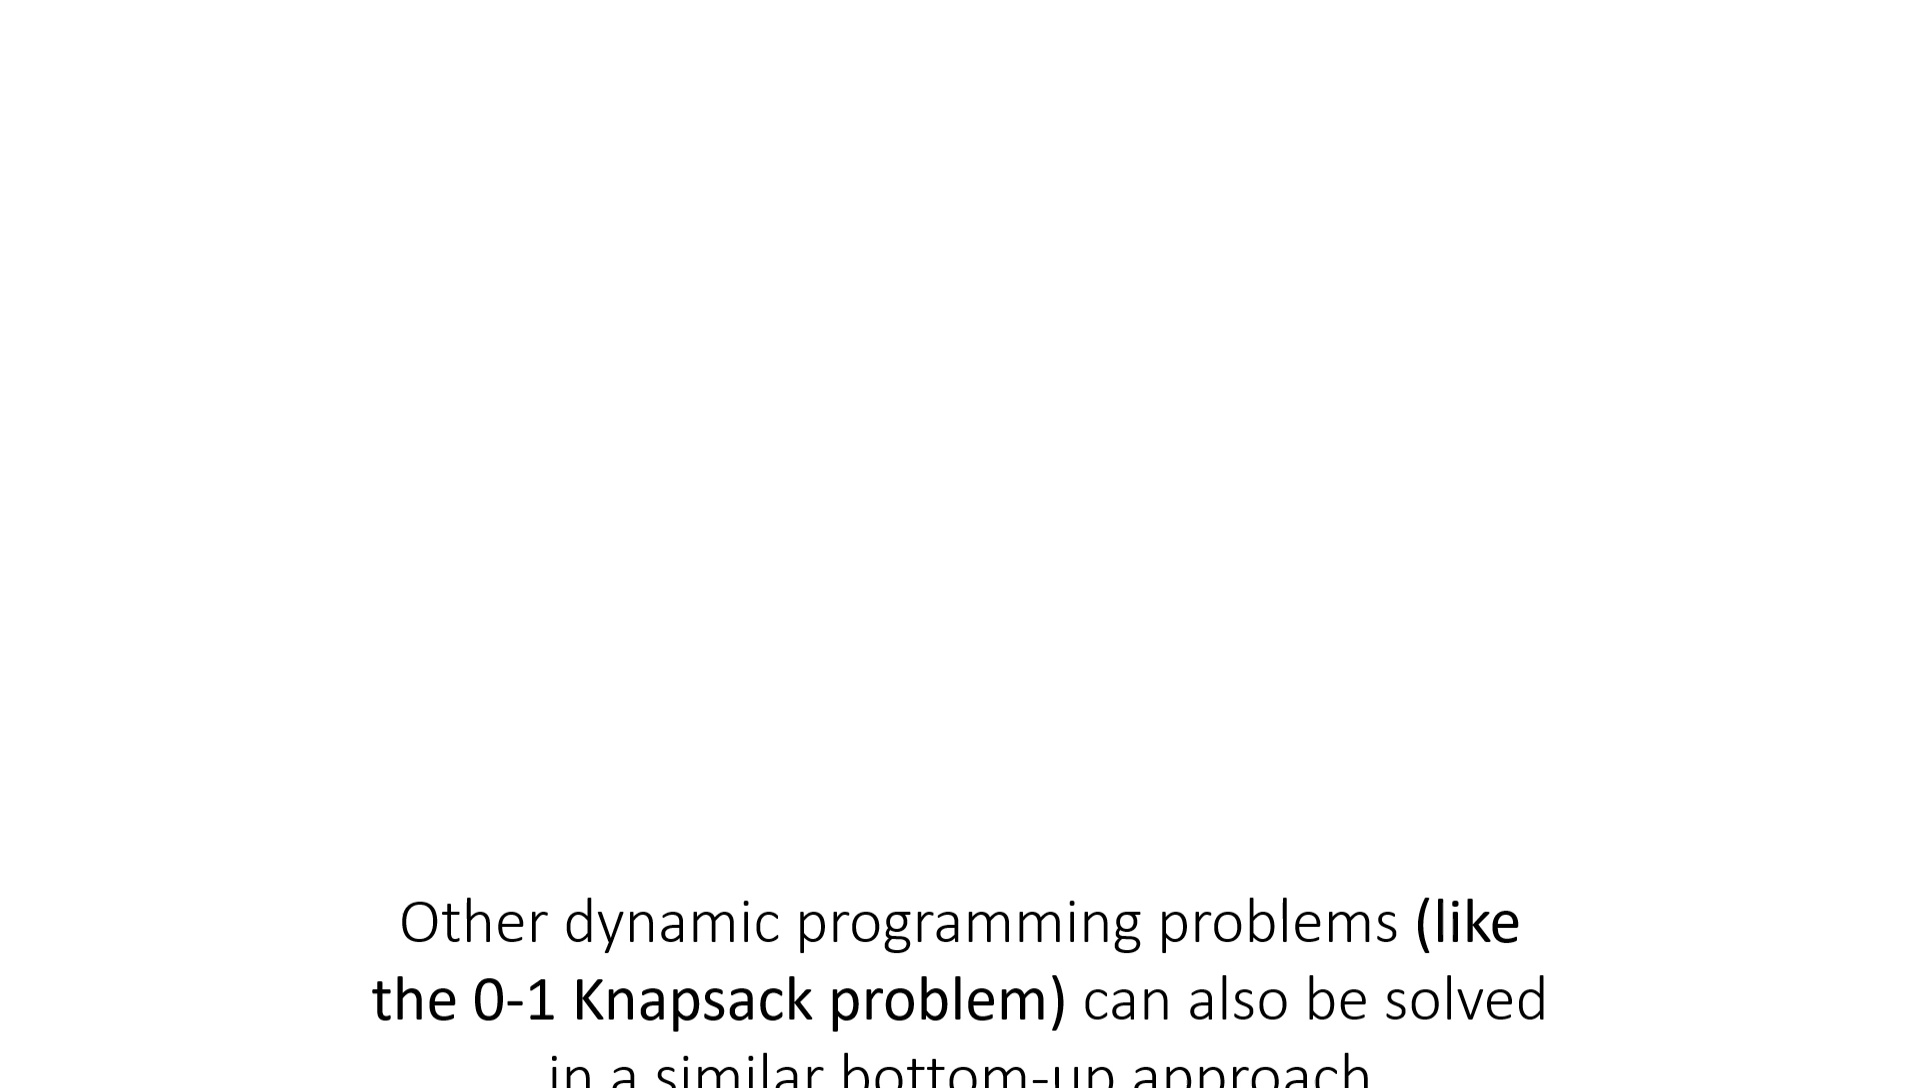 Other dynamic programming problems (like
the 0-1 Knapsack problem) can also be solved
in a similar bottom-up approach